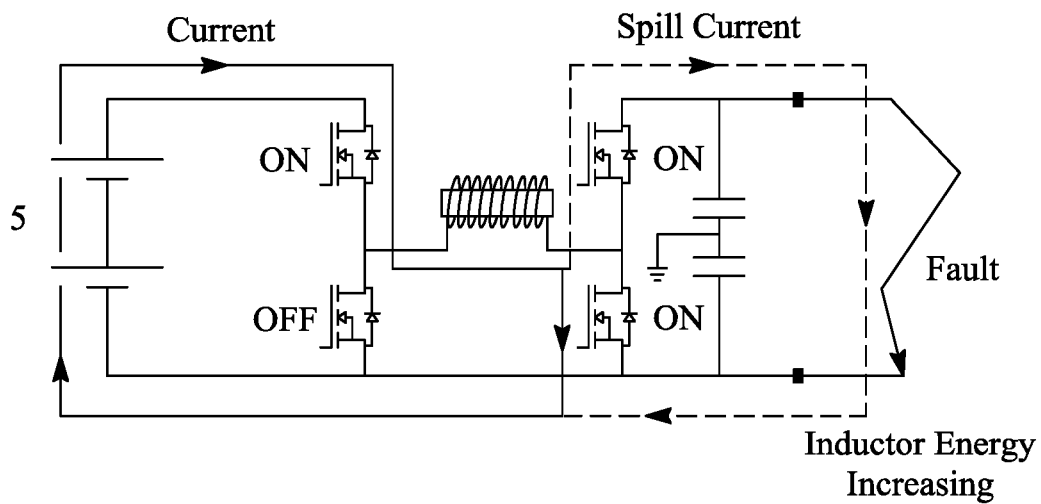 Current
Spill Current
ON
ON
5
Fault
OFF
ON
Inductor Energy
Increasing